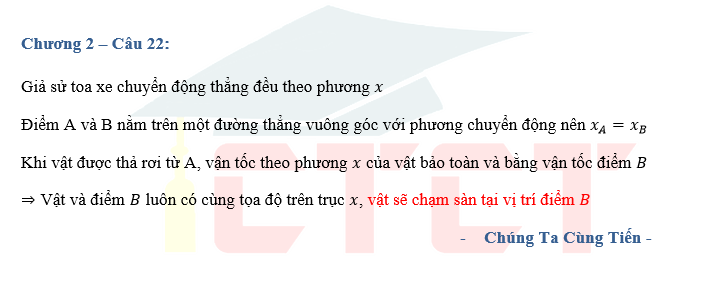 Chương 2 – Câu 22:
Giả sử toa xe chuyển động thẳng đều theo phương x
Điểm A và B nằm trên một đường thẳng vuông góc với phương chuyển động nên x_A = x_B
Khi vật được thả rơi từ A, vận tốc theo phương x của vật bảo toàn và bằng vận tốc điểm B
⇒ Vật và điểm B luôn có cùng tọa độ trên trục x, vật sẽ chạm sàn tại vị trí điểm B
- Chúng Ta Cùng Tiến -
CTCT